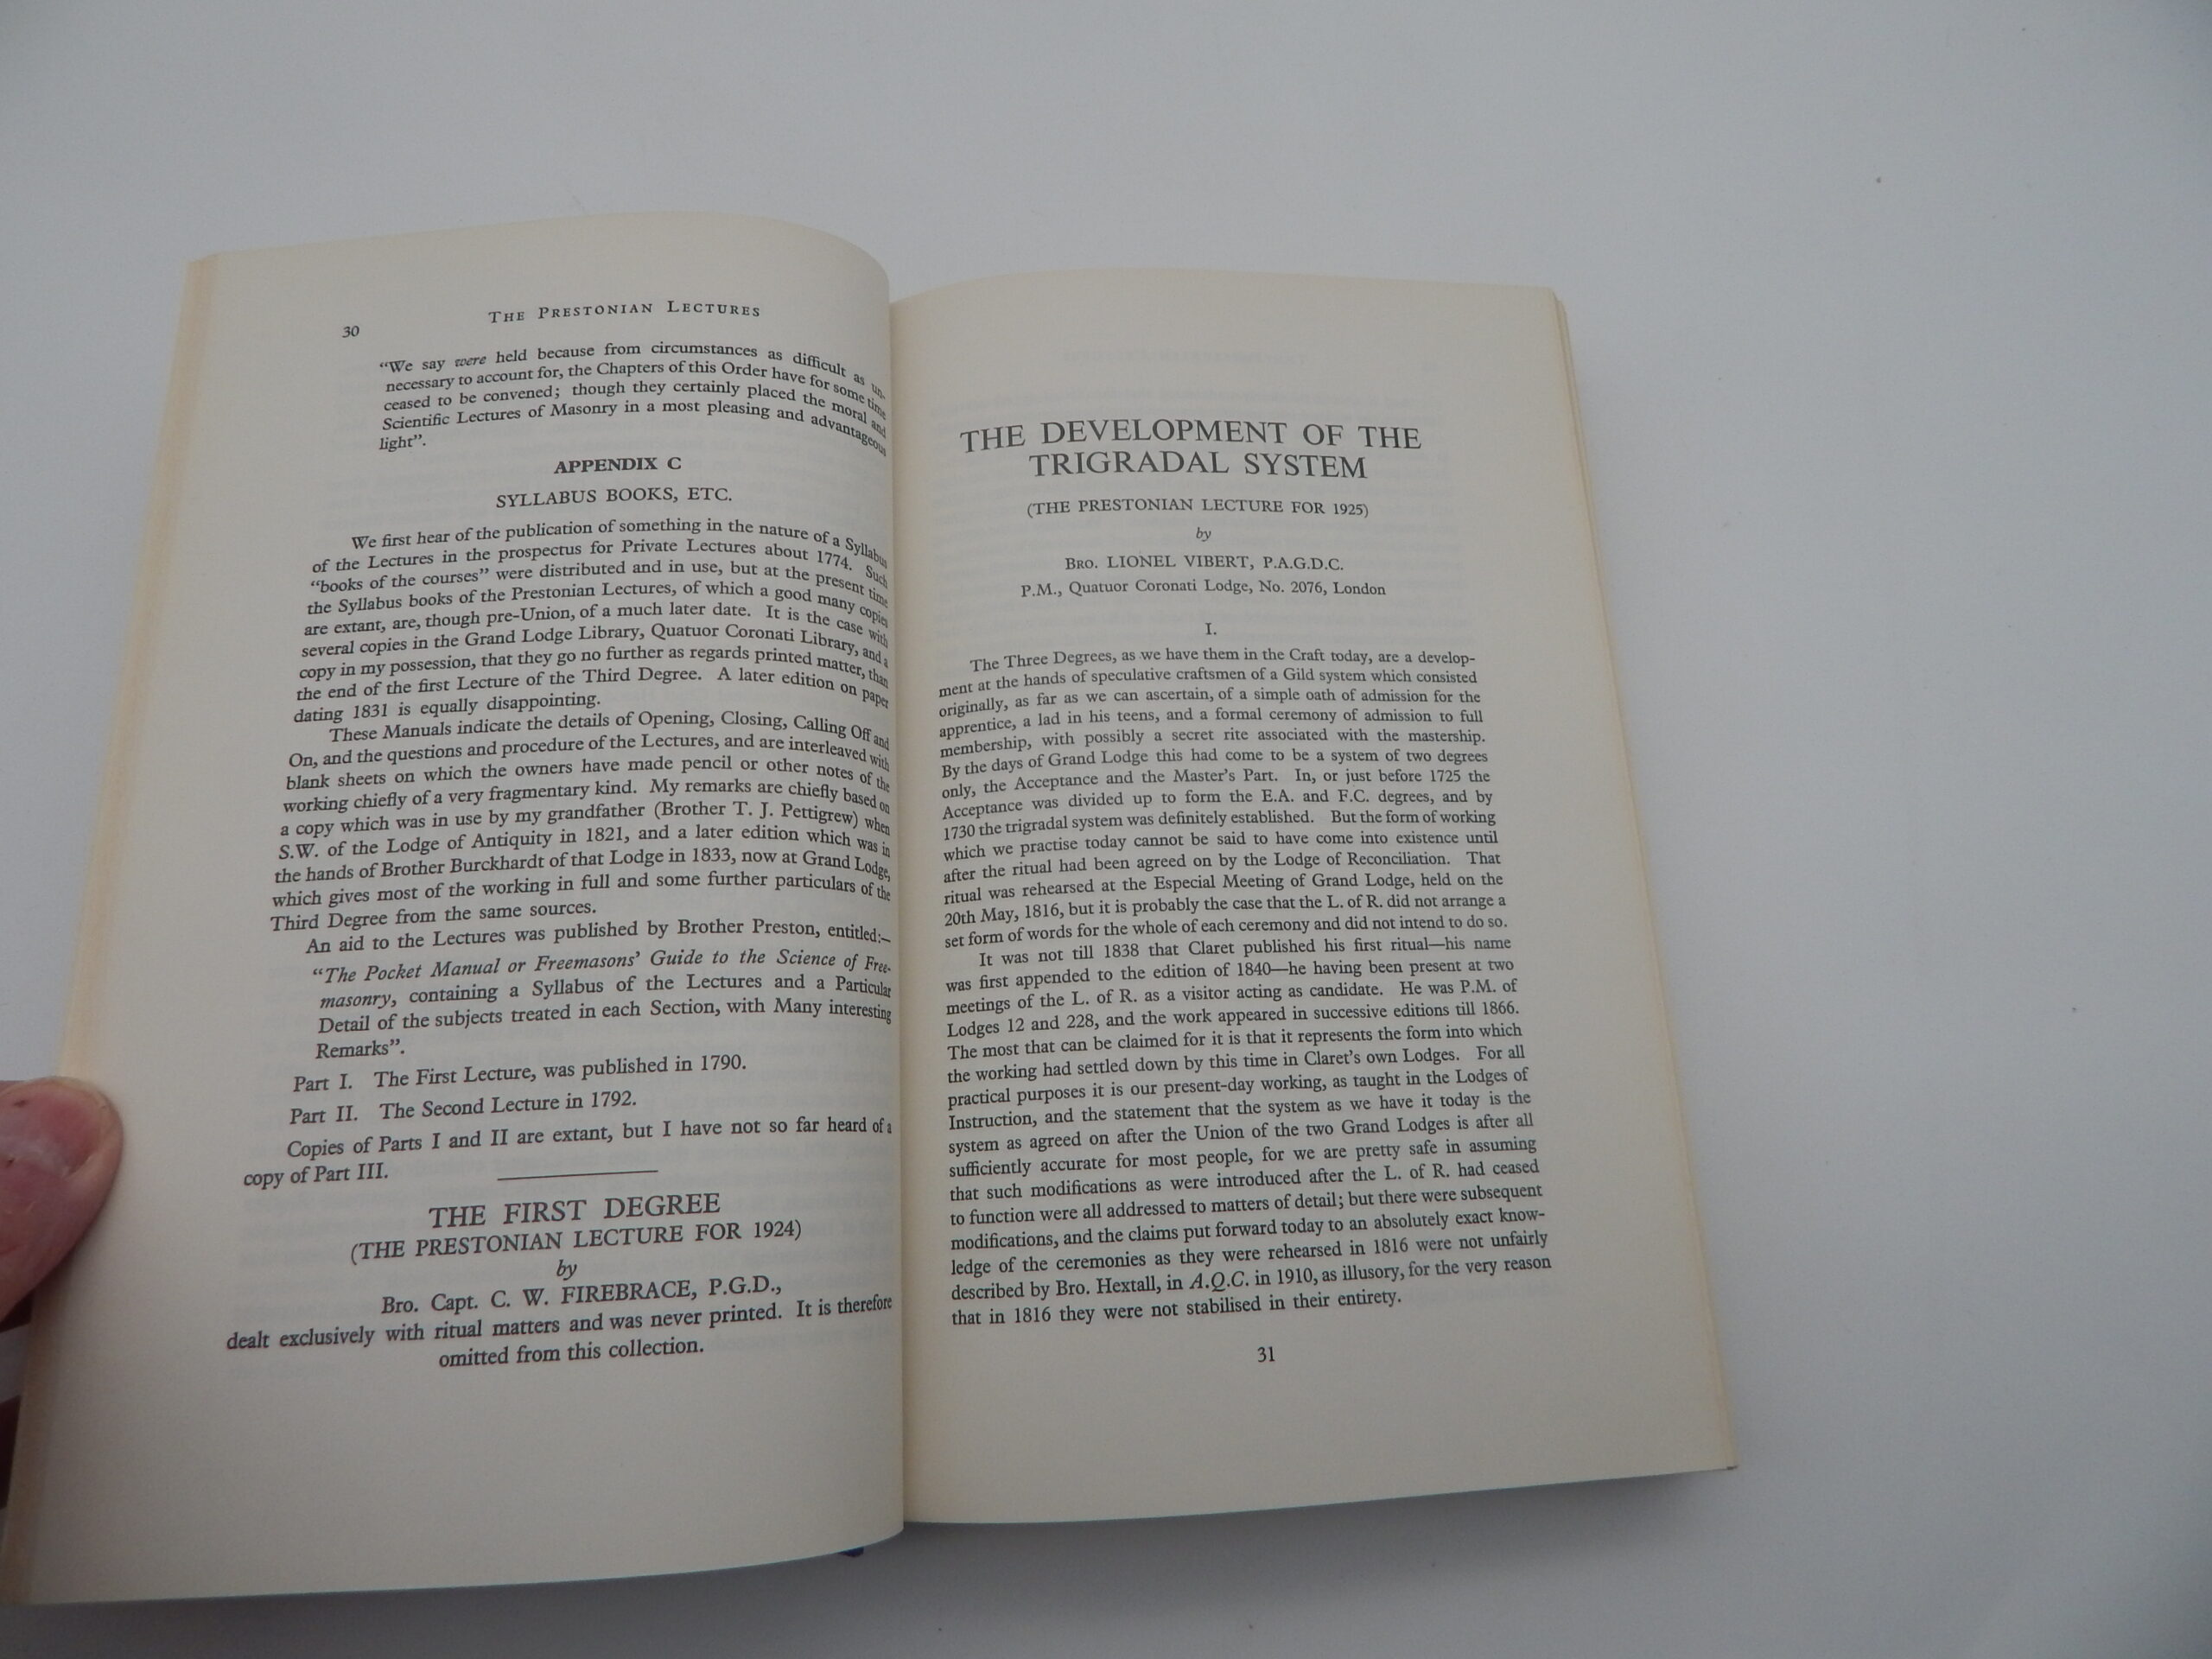 30
THE PRESTONIAN LECTURES
“We say were held because from circumstances as difficult as un-
necessary to account for, the Chapters of this Order have for some time
ceased to be convened; though they certainly placed the moral and
Scientific Lectures of Masonry in a most pleasing and advantageous
light”.
APPENDIX C
SYLLABUS BOOKS, ETC.
We first hear of the publication of something in the nature of a Syllabus
of the Lectures in the prospectus for Private Lectures about 1774. Such
“books of the courses” were distributed and in use, but at the present time
the Syllabus books of the Prestonian Lectures, of which a good many copies
are extant, are, though pre-Union, of a much later date. It is the case with
several copies in the Grand Lodge Library, Quatuor Coronati Library, and a
copy in my possession, that they go no further as regards printed matter, than
the end of the first Lecture of the Third Degree. A later edition on paper
dating 1831 is equally disappointing.
These Manuals indicate the details of Opening, Closing, Calling Off and
On, and the questions and procedure of the Lectures, and are interleaved with
blank sheets on which the owners have made pencil or other notes of the
working chiefly of a very fragmentary kind. My remarks are chiefly based on
a copy which was in use by my grandfather (Brother T. J. Pettigrew) when
S.W. of the Lodge of Antiquity in 1821, and a later edition which was in
the hands of Brother Burckhardt of that Lodge in 1833, now at Grand Lodge,
which gives most of the working in full and some further particulars of the
Third Degree from the same sources.
An aid to the Lectures was published by Brother Preston, entitled:—
“The Pocket Manual or Freemasons’ Guide to the Science of Free-
masonry, containing a Syllabus of the Lectures and a Particular
Detail of the subjects treated in each Section, with Many interesting
Remarks”.
Part I. The First Lecture, was published in 1790.
Part II. The Second Lecture in 1792.
Copies of Parts I and II are extant, but I have not so far heard of a
copy of Part III.
THE FIRST DEGREE
(THE PRESTONIAN LECTURE FOR 1924)
by
Bro. Capt. C. W. FIREBRACE, P.G.D.,
dealt exclusively with ritual matters and was never printed. It is therefore
omitted from this collection.
THE DEVELOPMENT OF THE
TRIGRADAL SYSTEM
(THE PRESTONIAN LECTURE FOR 1925)
by
BRO. LIONEL VIBERT, P.A.G.D.C.
P.M., Quatuor Coronati Lodge, No. 2076, London
I.
The Three Degrees, as we have them in the Craft today, are a develop-
ment at the hands of speculative craftsmen of a Gild system which consisted
originally, as far as we can ascertain, of a simple oath of admission for the
apprentice, a lad in his teens, and a formal ceremony of admission to full
membership, with possibly a secret rite associated with the mastership.
By the days of Grand Lodge this had come to be a system of two degrees
only, the Acceptance and the Master’s Part. In, or just before 1725 the
Acceptance was divided up to form the E.A. and F.C. degrees, and by
1730 the trigradal system was definitely established. But the form of working
which we practise today cannot be said to have come into existence until
after the ritual had been agreed on by the Lodge of Reconciliation. That
ritual was rehearsed at the Especial Meeting of Grand Lodge, held on the
20th May, 1816, but it is probably the case that the L. of R. did not arrange a
set form of words for the whole of each ceremony and did not intend to do so.
It was not till 1838 that Claret published his first ritual—his name
was first appended to the edition of 1840—he having been present at two
meetings of the L. of R. as a visitor acting as candidate. He was P.M. of
Lodges 12 and 228, and the work appeared in successive editions till 1866.
The most that can be claimed for it is that it represents the form into which
the working had settled down by this time in Claret’s own Lodges. For all
practical purposes it is our present-day working, as taught in the Lodges of
Instruction, and the statement that the system as we have it today is the
system as agreed on after the Union of the two Grand Lodges is after all
sufficiently accurate for most people, for we are pretty safe in assuming
that such modifications as were introduced after the L. of R. had ceased
to function were all addressed to matters of detail; but there were subsequent
modifications, and the claims put forward today to an absolutely exact know-
ledge of the ceremonies as they were rehearsed in 1816 were not unfairly
described by Bro. Hextall, in A.Q.C. in 1910, as illusory, for the very reason
that in 1816 they were not stabilised in their entirety.
31